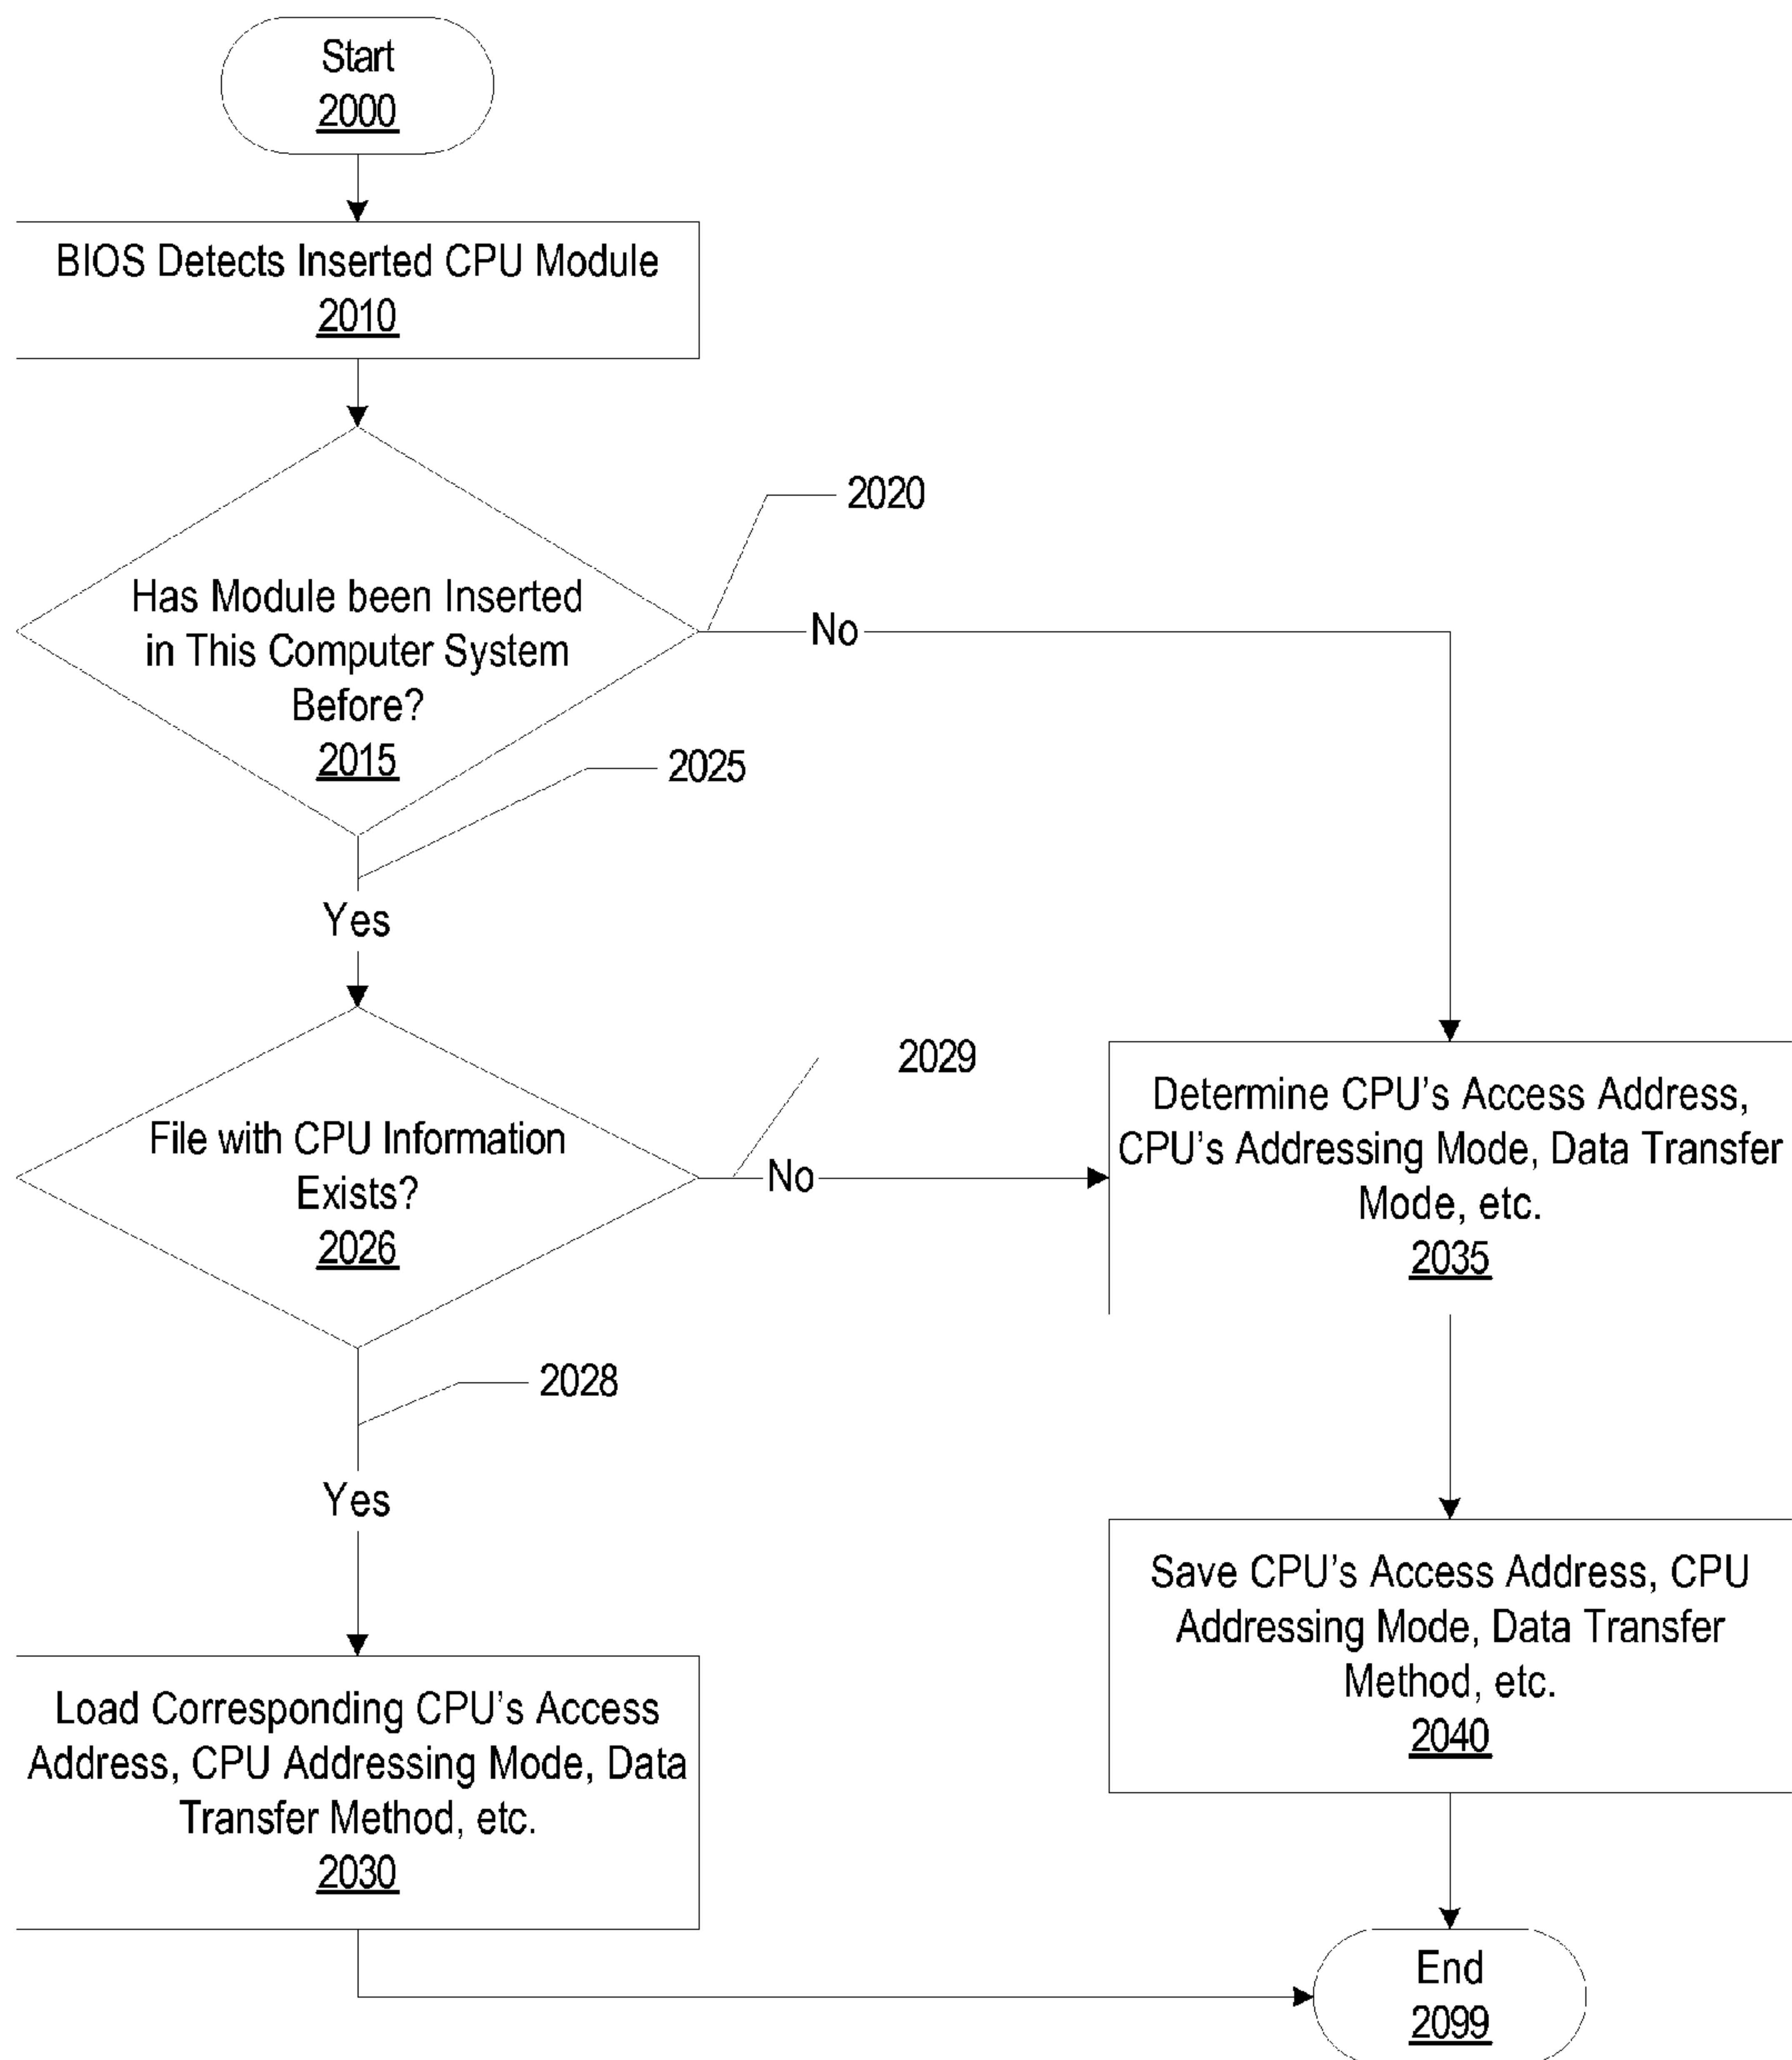 Start
2000
BIOS Detects Inserted CPU Module
2010
2020
Has Module been Inserted
in This Computer System
Before?
2015
No
2025
Yes
2029
File with CPU Information
Exists?
2026
No
Determine CPU's Access Address,
CPU's Addressing Mode, Data Transfer
Mode, etc.
2035
2028
Yes
Save CPU's Access Address, CPU
Addressing Mode, Data Transfer
Method, etc.
2040
Load Corresponding CPU's Access
Address, CPU Addressing Mode, Data
Transfer Method, etc.
2030
End
2099